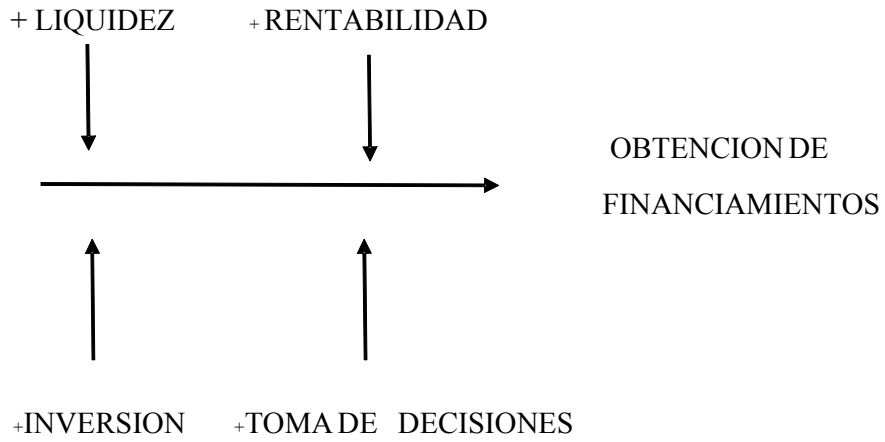 + LIQUIDEZ
+ RENTABILIDAD
OBTENCION DE
FINANCIAMIENTOS
+INVERSION
+TOMA DE DECISIONES